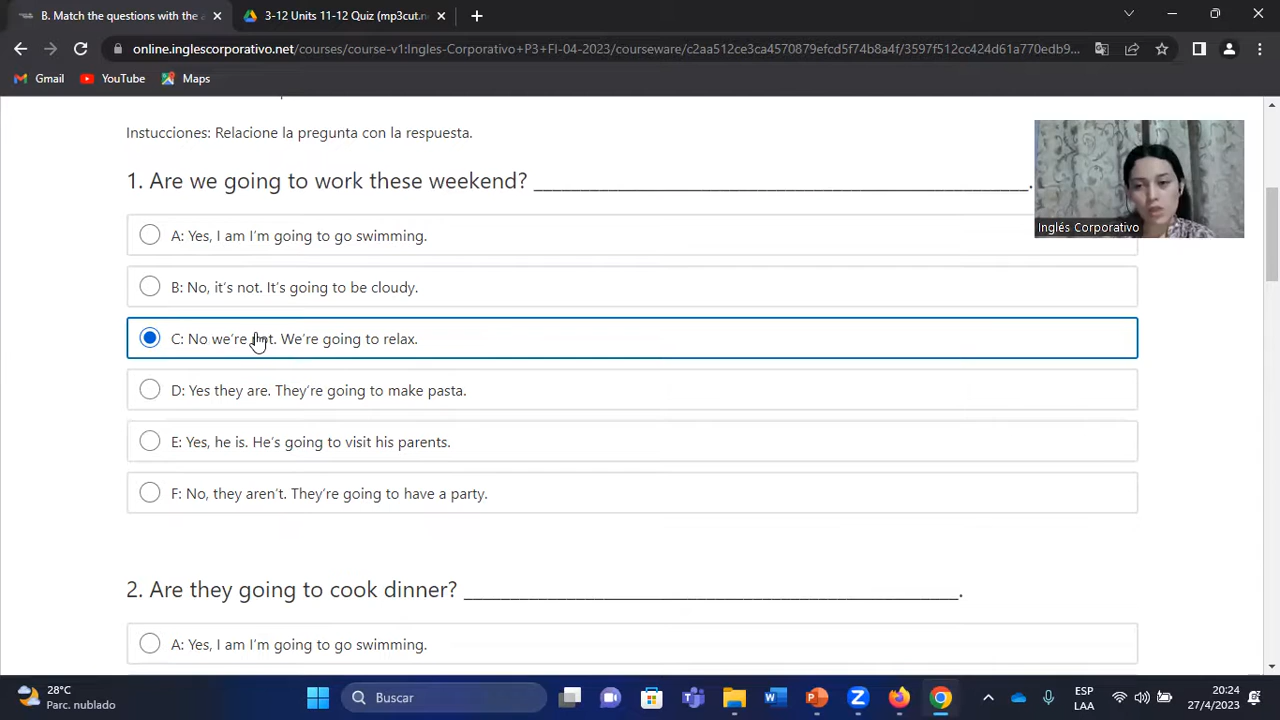 B. Match the questions with the a
3-12 Units 11-12 Quiz (mp3cut.n
online.inglescorporativo.net/courses/course-v1:Ingles-Corporativo+P3+FI-04-2023/courseware/c2aa512ce3ca4570879efcd5f74b8a4f/3597f512cc424d61a770edb9...
Gmail YouTube Maps
Instucciones: Relacione la pregunta con la respuesta.
1. Are we going to work these weekend? ______________________________________________.
A: Yes, I am I'm going to go swimming.
Inglés Corporativo
B: No, it's not. It's going to be cloudy.
C: No we're not. We're going to relax.
D: Yes they are. They're going to make pasta.
E: Yes, he is. He's going to visit his parents.
F: No, they aren't. They're going to have a party.
2. Are they going to cook dinner? ______________________________________________.
A: Yes, I am I'm going to go swimming.
28°C
Parc. nublado
Buscar
ESP
LAA
20:24
27/4/2023